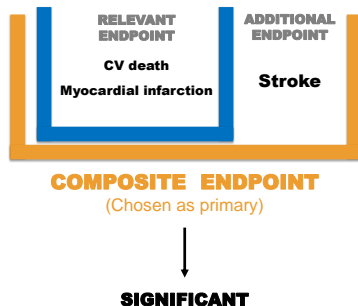 RELEVANT
ENDPOINT
CV death
Myocardial infarction
ADDITIONAL
ENDPOINT
Stroke
COMPOSITE ENDPOINT
(Chosen as primary)
SIGNIFICANT